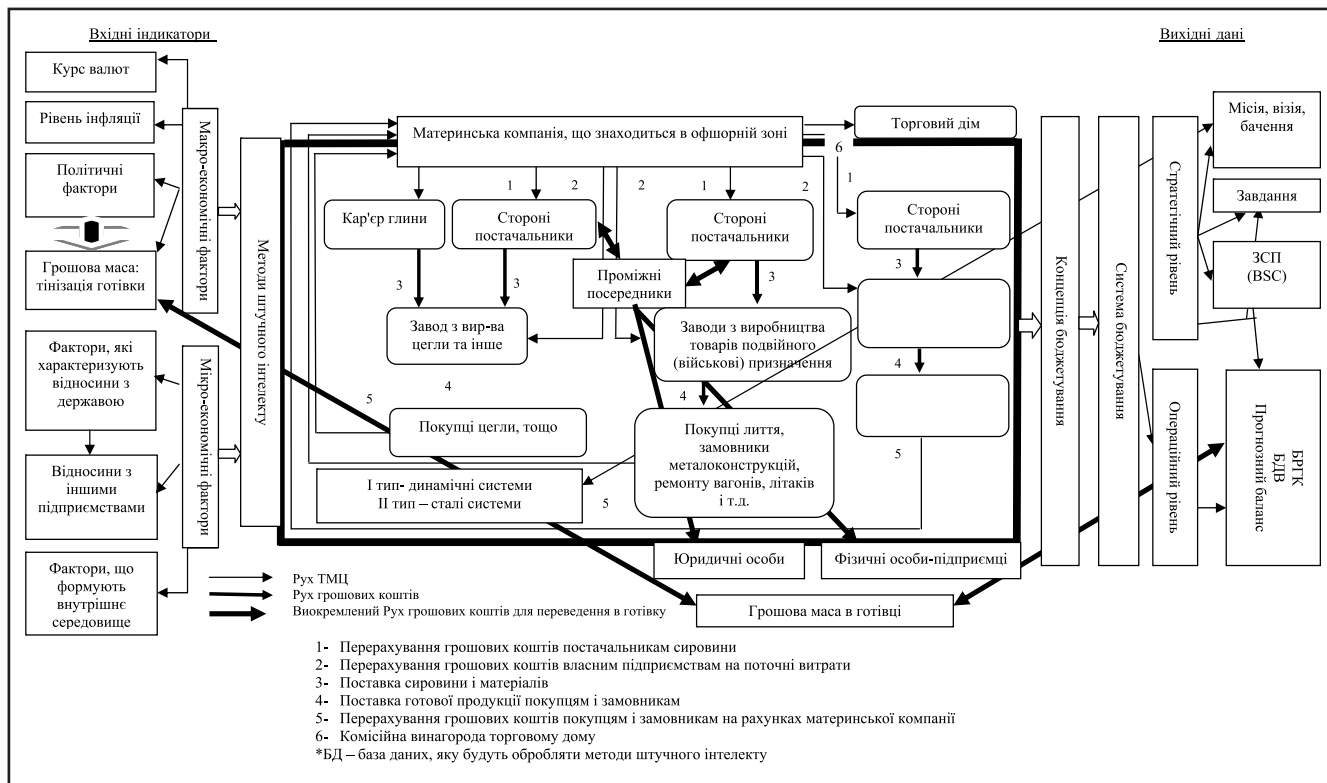 Вхідні індикатори
Вихідні дані
Курс валют
Рівень інфляції
Політичні
фактори
Грошова маса:
тінізація готівки
Фактори, які
характеризують
відносини з
державою
Відносини з
іншими
підприємствами
Фактори, що
формують
внутрішнє
середовище
Макро-економічні фактори
Мікро-економічні фактори
Методи штучного інтелекту
Материнська компанія, що знаходиться в офшорній зоні
Торговий дім
6
1
2
2
1
2
1
Кар'єр глини
Стороні
постачальники
Стороні
постачальники
Стороні
постачальники
Проміжні
посередники
3
3
3
3
Завод з вир-ва
цегли та інше
Заводи з виробництва
товарів подвійного
(військові) призначення
4
4
4
5
Покупці цегли, тощо
Покупці лиття,
замовники
металоконструкцій,
ремонту вагонів, літаків
і т.д.
5
І тип- динамічні системи
ІІ тип – сталі системи
5
Юридичні особи
Фізичні особи-підприємці
Грошова маса в готівці
Концепція бюджетування
Система бюджетування
Стратегічний рівень
Операційний рівень
Місія, візія,
бачення
Завдання
ЗСП
(BSC)
БРГК
БДВ
Прогнозний баланс
Рух ТМЦ
Рух грошових коштів
Виокремлений Рух грошових коштів для переведення в готівку
1- Перерахування грошових коштів постачальникам сировини
2- Перерахування грошових коштів власним підприємствам на поточні витрати
3- Поставка сировини і матеріалів
4- Поставка готової продукції покупцям і замовникам
5- Перерахування грошових коштів покупцям і замовникам на рахунках материнської компанії
6- Комісійна винагорода торговому дому
*БД – база даних, яку будуть обробляти методи штучного інтелекту